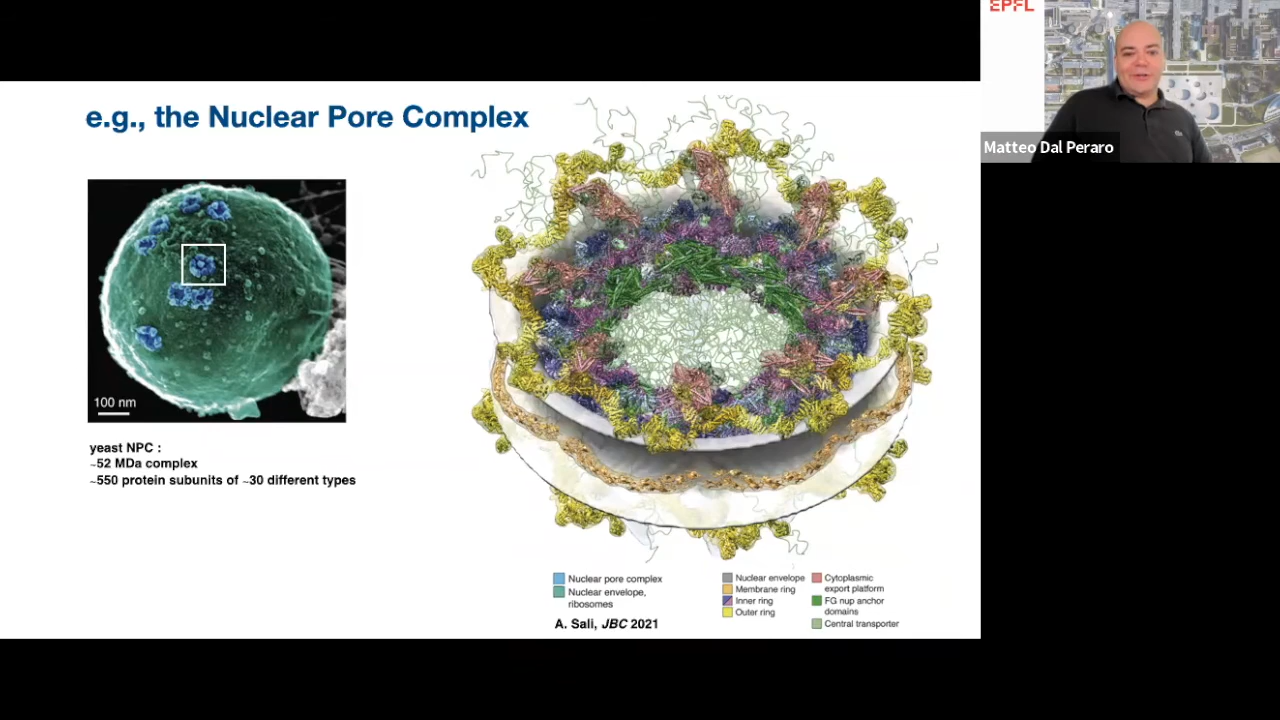 EPFL
Matteo Dal Peraro
e.g., the Nuclear Pore Complex
100 nm
yeast NPC :
~52 MDa complex
~550 protein subunits of ~30 different types
Nuclear pore complex
Nuclear envelope,
ribosomes
A. Sali, JBC 2021
Nuclear envelope
Membrane ring
Inner ring
Outer ring
Cytoplasmic
export platform
FG nup anchor
domains
Central transporter